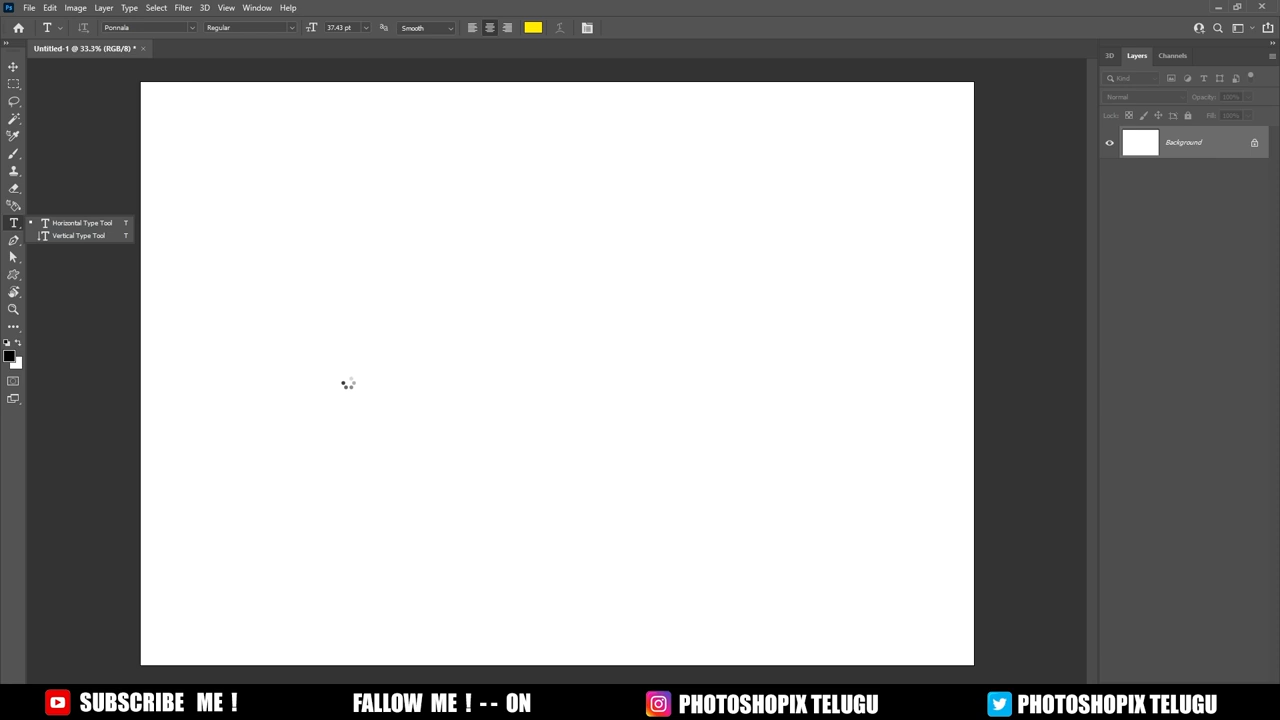 Ps File Edit Image Layer Type Select Filter 3D View Window Help
T Ponnala Regular 37.43 pt Smooth
Untitled-1 @ 33.3% (RGB/8) *
3D Layers Channels
Kind
Normal Opacity: 100%
Lock: Fill: 100%
Background
Horizontal Type Tool T
Vertical Type Tool T
SUBSCRIBE ME ! FALLOW ME ! -- ON PHOTOSHOPIX TELUGU PHOTOSHOPIX TELUGU